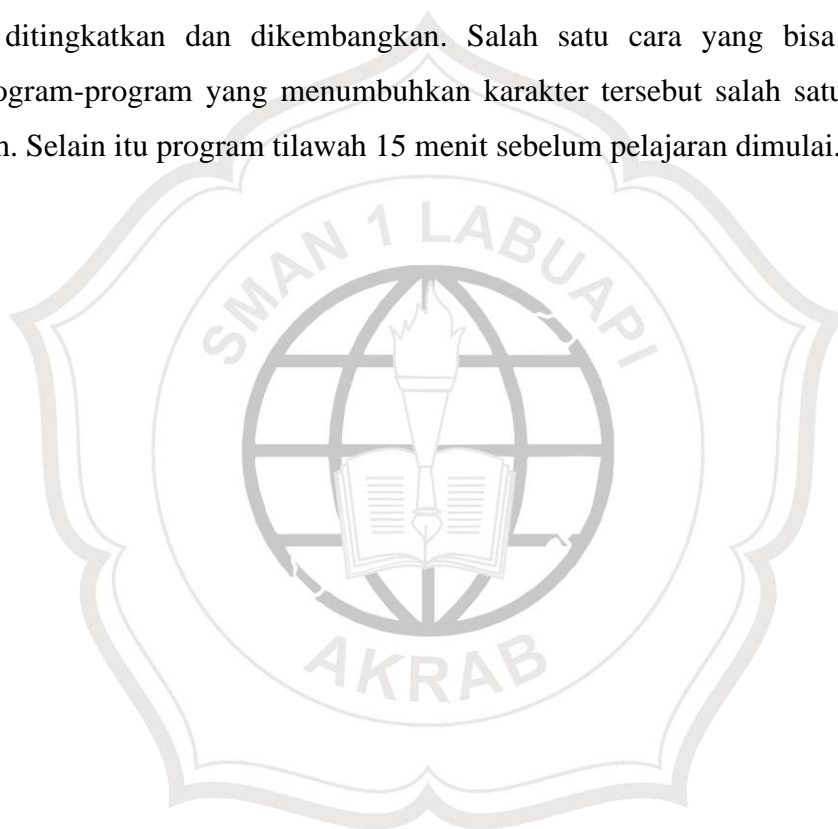 ditingkatkan dan dikembangkan. Salah satu cara yang bisa
ogram-program yang menumbuhkan karakter tersebut salah satu
n. Selain itu program tilawah 15 menit sebelum pelajaran dimulai.
SMAN 1 LABUAPI
AKRAB